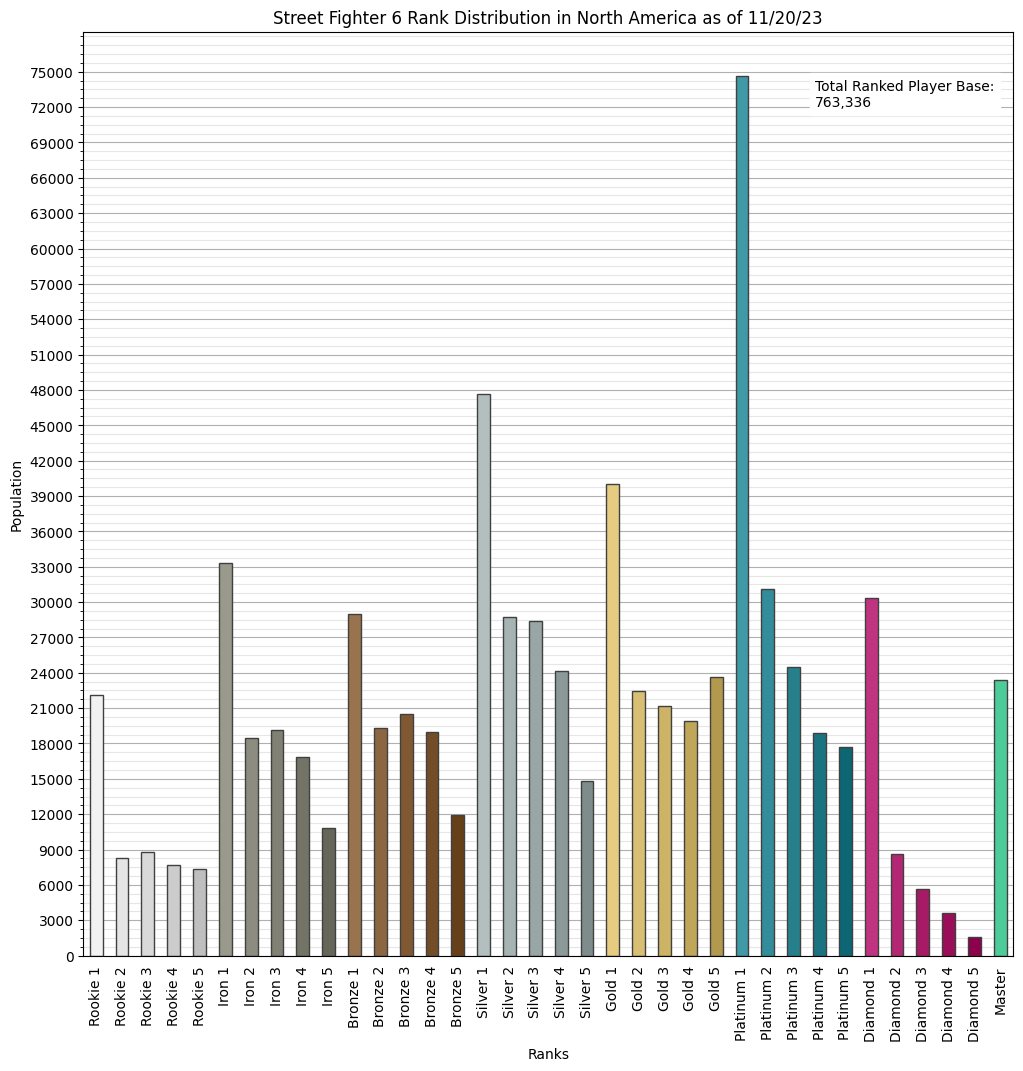 Street Fighter 6 Rank Distribution in North America as of 11/20/23
Total Ranked Player Base:
763,336
Population
75000
72000
69000
66000
63000
60000
57000
54000
51000
48000
45000
42000
39000
36000
33000
30000
27000
24000
21000
18000
15000
12000
9000
6000
3000
0
Rookie 1
Rookie 2
Rookie 3
Rookie 4
Rookie 5
Iron 1
Iron 2
Iron 3
Iron 4
Iron 5
Bronze 1
Bronze 2
Bronze 3
Bronze 4
Bronze 5
Silver 1
Silver 2
Silver 3
Silver 4
Silver 5
Gold 1
Gold 2
Gold 3
Gold 4
Gold 5
Platinum 1
Platinum 2
Platinum 3
Platinum 4
Platinum 5
Diamond 1
Diamond 2
Diamond 3
Diamond 4
Diamond 5
Master
Ranks